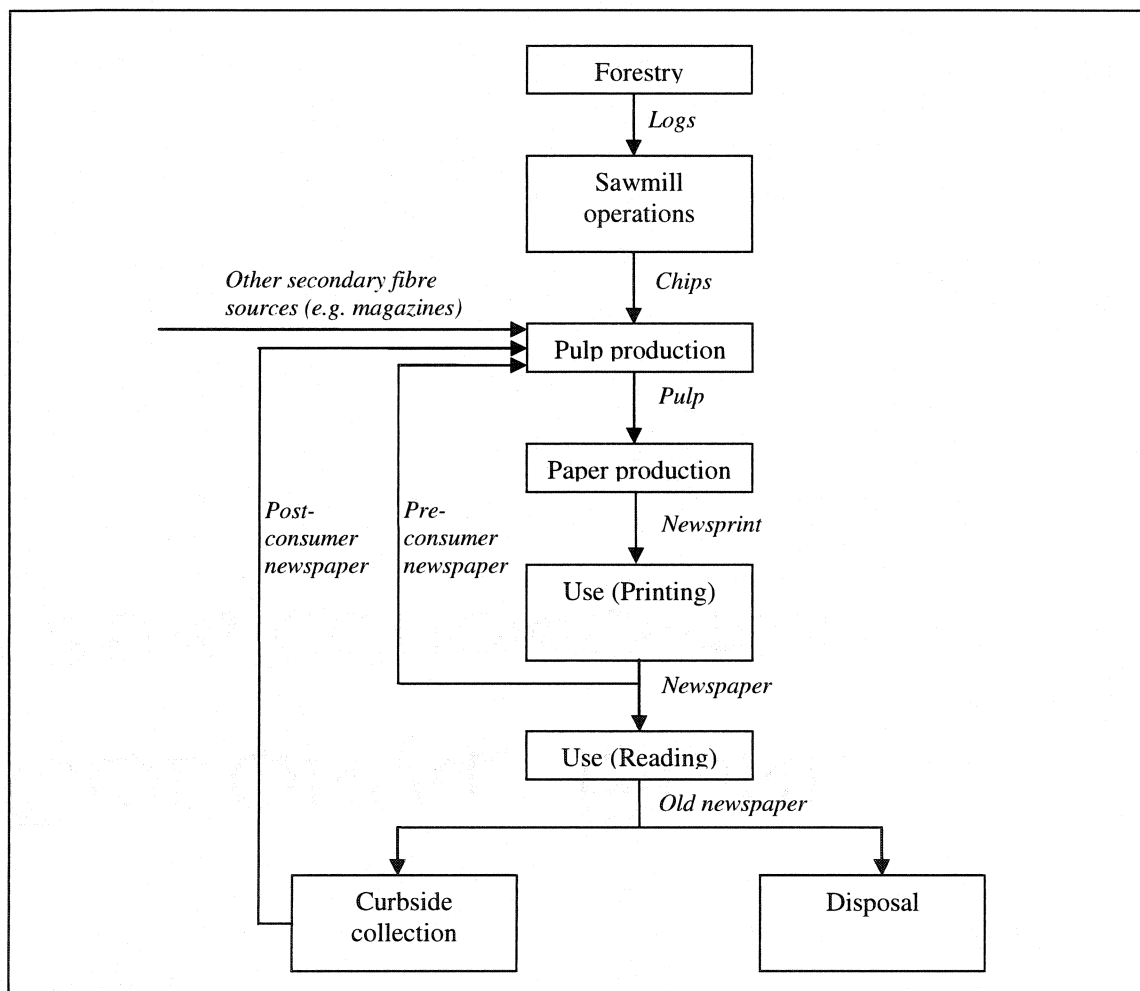 Forestry
Logs
Sawmill
operations
Other secondary fibre
sources (e.g. magazines)
Chips
Pulp production
Pulp
Paper production
Post-
consumer
newspaper
Pre-
consumer
newspaper
Newsprint
Use (Printing)
Newspaper
Use (Reading)
Old newspaper
Curbside
collection
Disposal